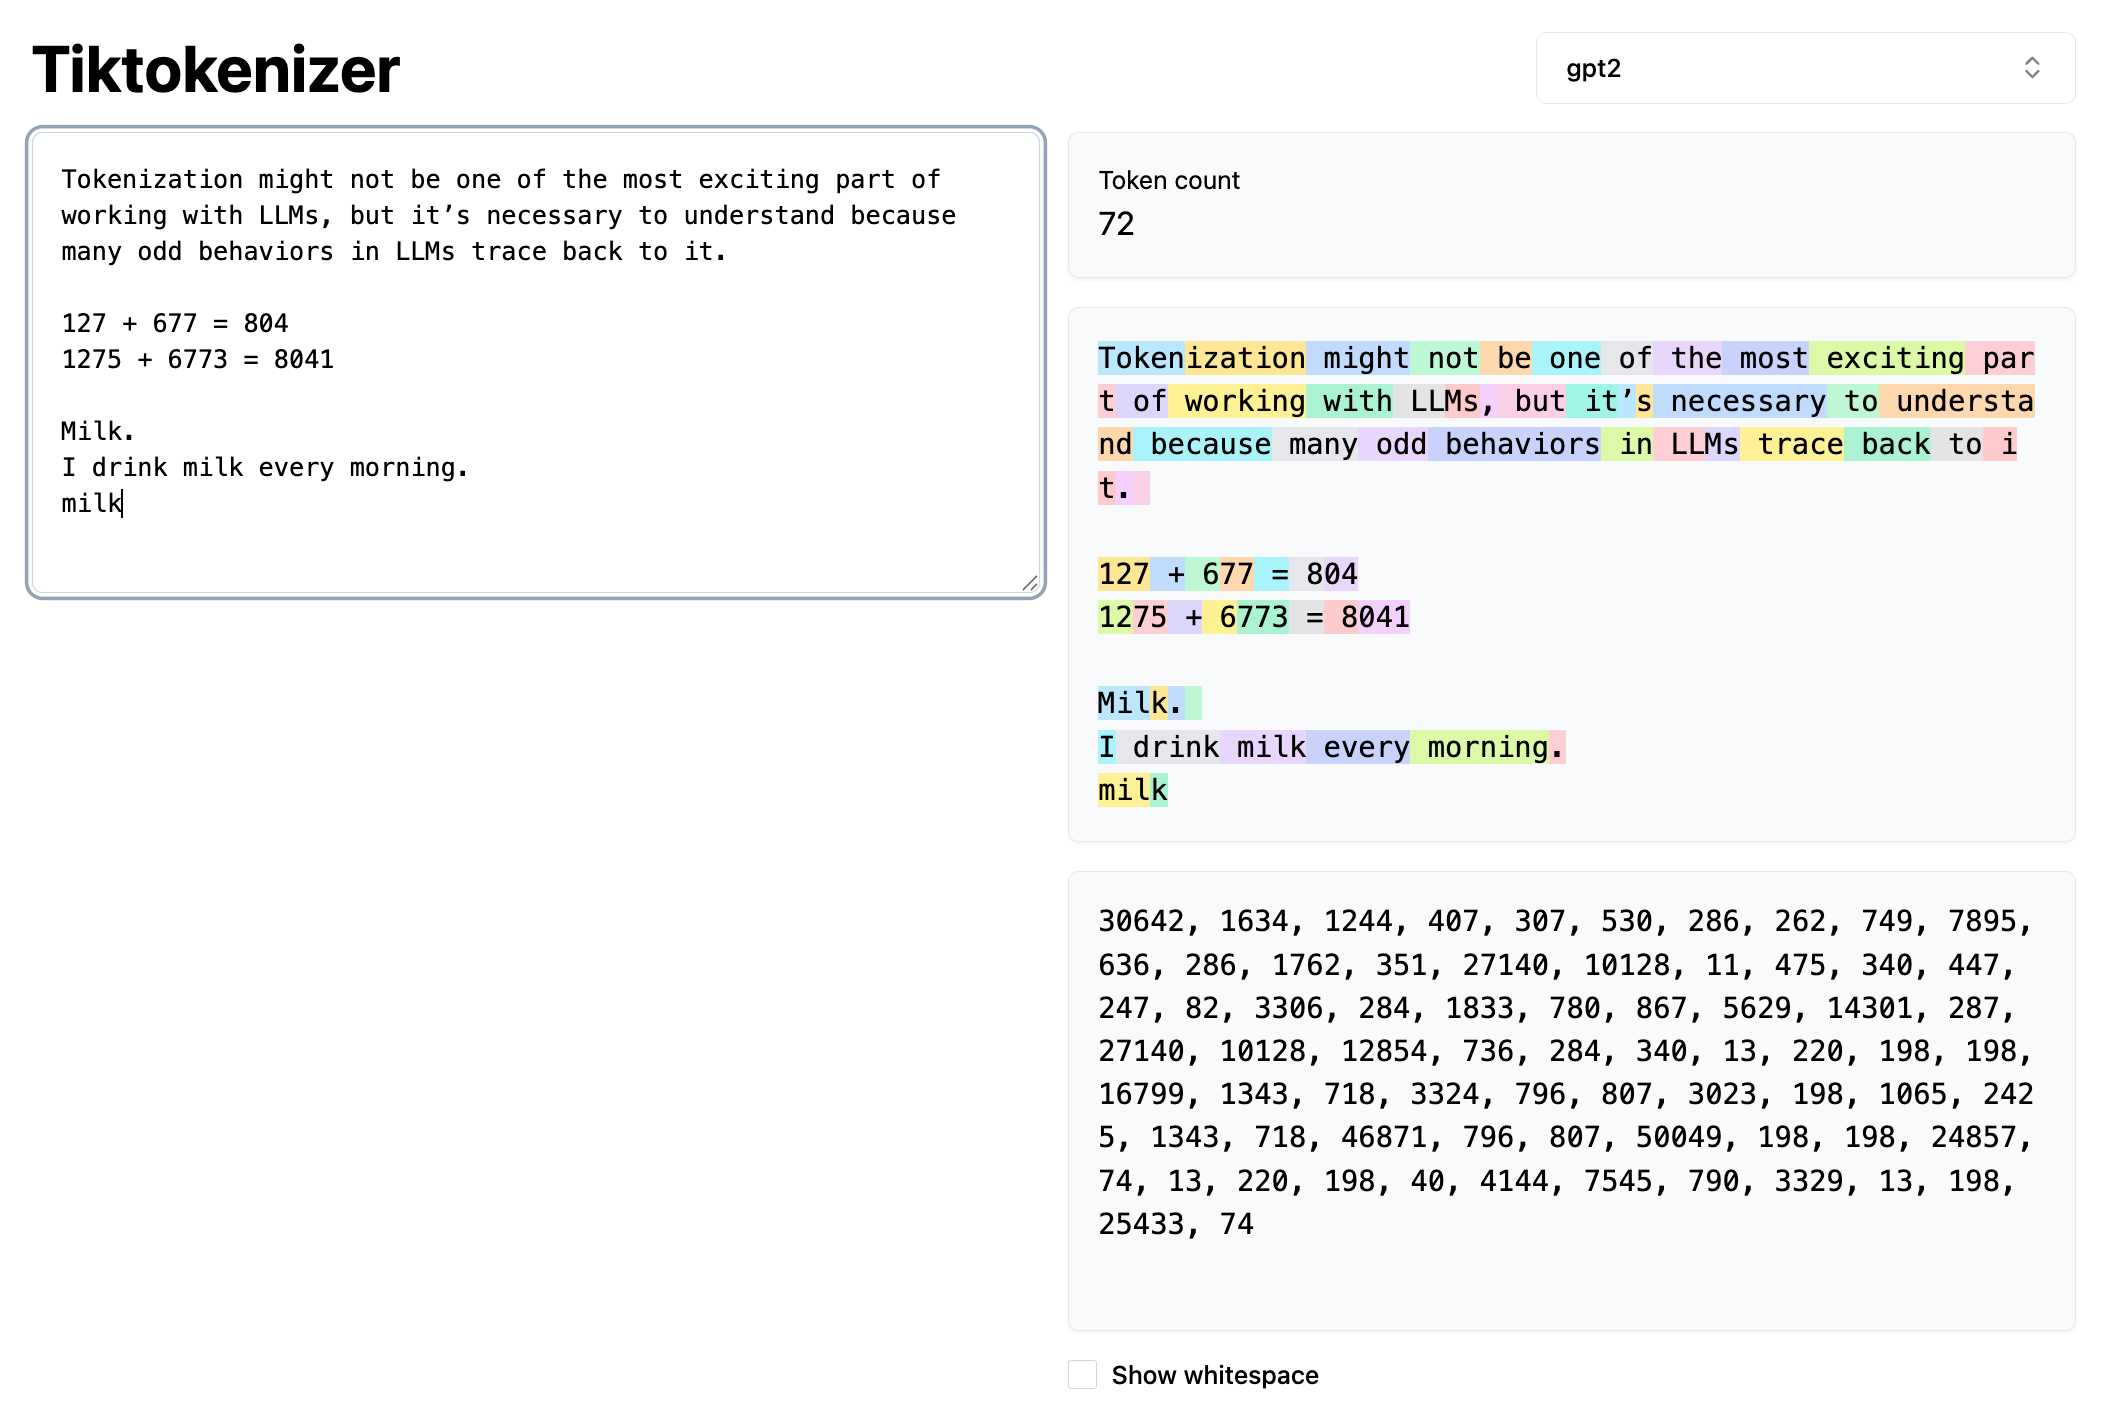 Tiktokenizer
gpt2
Tokenization might not be one of the most exciting part of
working with LLMs, but it’s necessary to understand because
many odd behaviors in LLMs trace back to it.
127 + 677 = 804
1275 + 6773 = 8041
Milk.
I drink milk every morning.
milk
Token count
72
Tokenization might not be one of the most exciting par
t of working with LLMs, but it’s necessary to understa
nd because many odd behaviors in LLMs trace back to i
t.
127 + 677 = 804
1275 + 6773 = 8041
Milk.
I drink milk every morning.
milk
30642, 1634, 1244, 407, 307, 530, 286, 262, 749, 7895,
636, 286, 1762, 351, 27140, 10128, 11, 475, 340, 447,
247, 82, 3306, 284, 1833, 780, 867, 5629, 14301, 287,
27140, 10128, 12854, 736, 284, 340, 13, 220, 198, 198,
16799, 1343, 718, 3324, 796, 807, 3023, 198, 1065, 242
5, 1343, 718, 46871, 796, 807, 50049, 198, 198, 24857,
74, 13, 220, 198, 40, 4144, 7545, 790, 3329, 13, 198,
25433, 74
Show whitespace